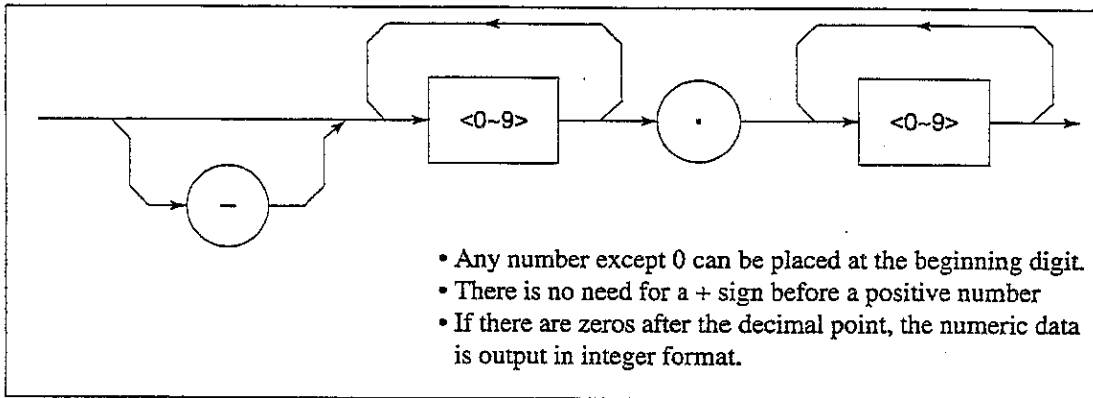 <0~9>
·
<0~9>
–
• Any number except 0 can be placed at the beginning digit.
• There is no need for a + sign before a positive number
• If there are zeros after the decimal point, the numeric data
is output in integer format.